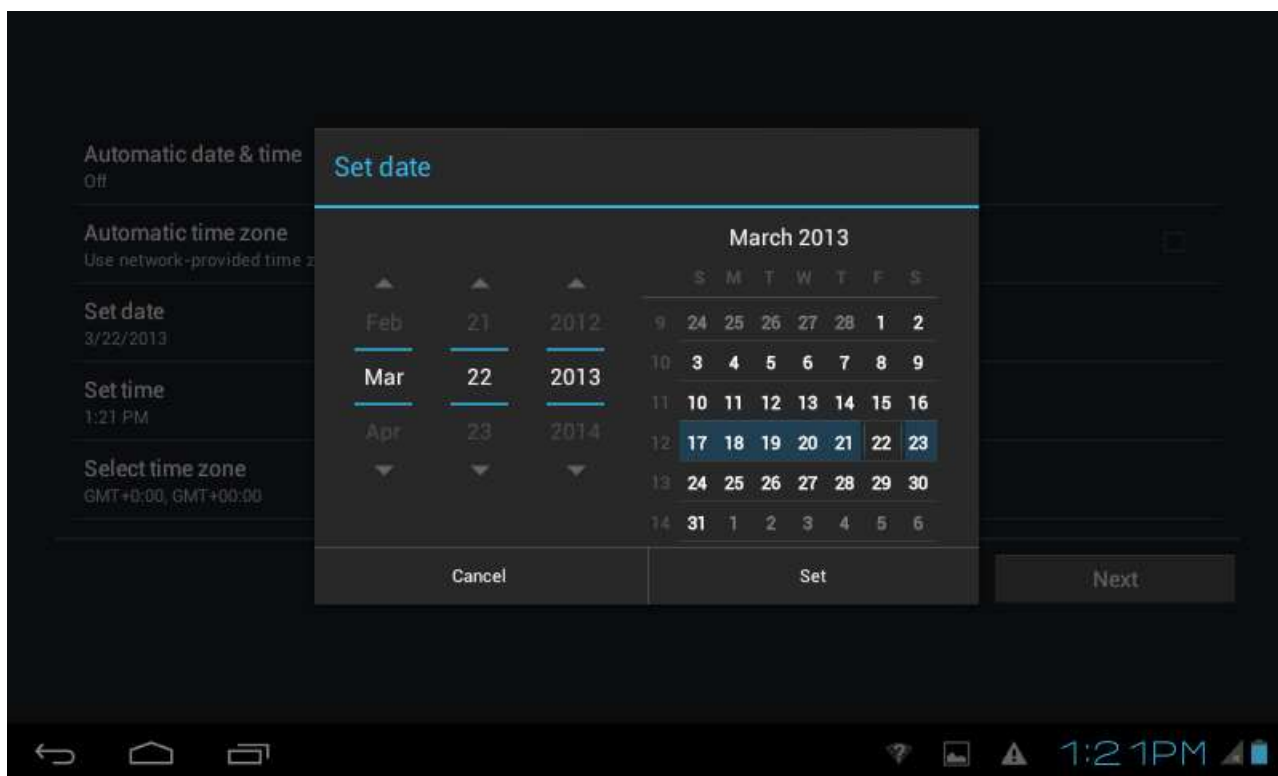 Automatic date & time
Off
Automatic time zone
Use network-provided time z
Set date
3/22/2013
Set time
1:21 PM
Select time zone
GMT+0:00, GMT+00:00
Set date
Feb 21 2012
Mar 22 2013
Apr 23 2014
March 2013
S M T W T F S
9 24 25 26 27 28 1 2
10 3 4 5 6 7 8 9
11 10 11 12 13 14 15 16
12 17 18 19 20 21 22 23
13 24 25 26 27 28 29 30
14 31 1 2 3 4 5 6
Cancel Set
Next
1:21PM